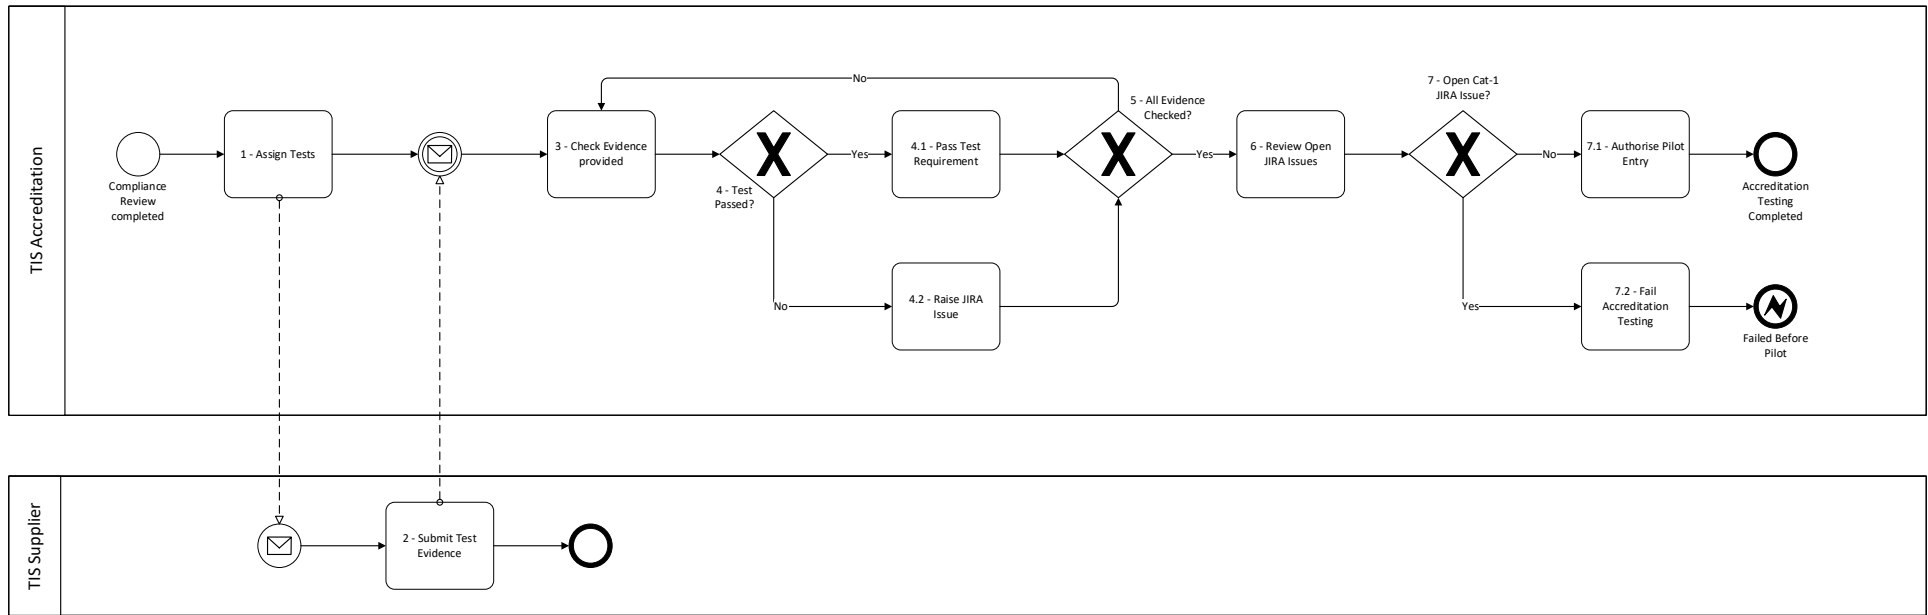 TIS Accreditation
Compliance
Review
completed
1 - Assign Tests
3 - Check Evidence
provided
No
4 - Test
Passed?
Yes
4.1 - Pass Test
Requirement
No
4.2 - Raise JIRA
Issue
5 - All Evidence
Checked?
Yes
6 - Review Open
JIRA Issues
7 - Open Cat-1
JIRA Issue?
No
7.1 - Authorise Pilot
Entry
Accreditation
Testing
Completed
Yes
7.2 - Fail
Accreditation
Testing
Failed Before
Pilot
TIS Supplier
2 - Submit Test
Evidence